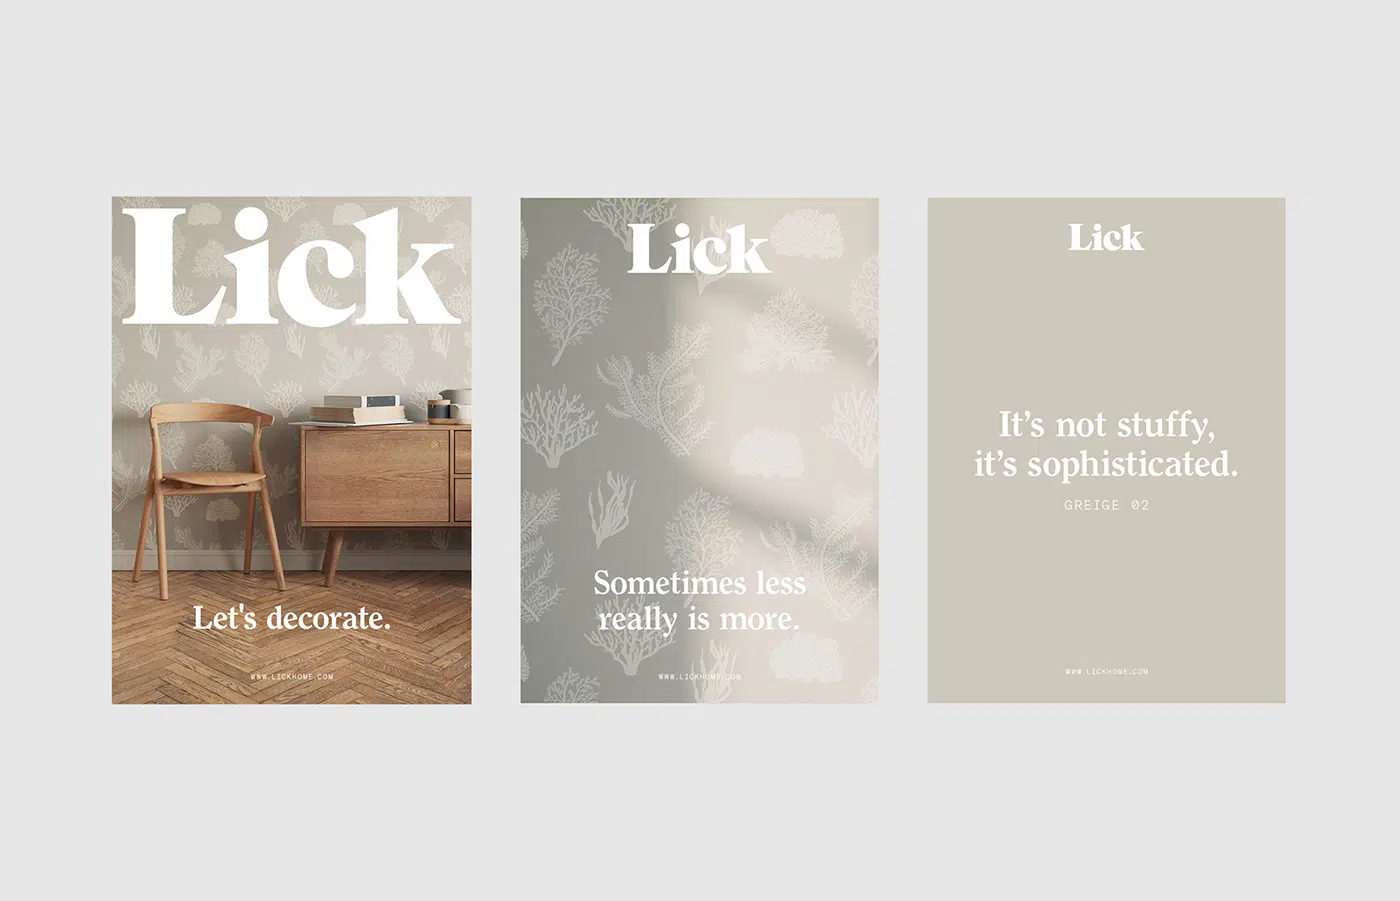 Lick
Let's decorate.
WWW.LICKHOME.COM
Lick
Sometimes less
really is more.
WWW.LICKHOME.COM
Lick
It’s not stuffy,
it’s sophisticated.
GREIGE 02
WWW.LICKHOME.COM